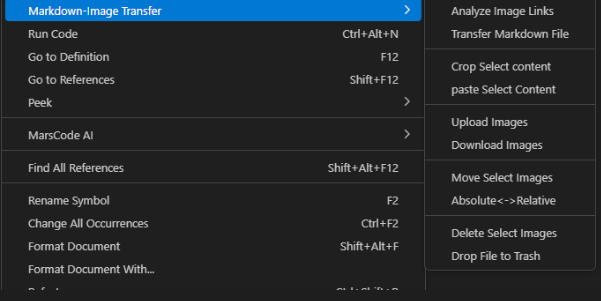 Markdown-Image Transfer
Run Code Ctrl+Alt+N
Go to Definition F12
Go to References Shift+F12
Peek
MarsCode AI
Find All References Shift+Alt+F12
Rename Symbol F2
Change All Occurrences Ctrl+F2
Format Document Shift+Alt+F
Format Document With...
Analyze Image Links
Transfer Markdown File
Crop Select content
paste Select Content
Upload Images
Download Images
Move Select Images
Absolute<->Relative
Delete Select Images
Drop File to Trash